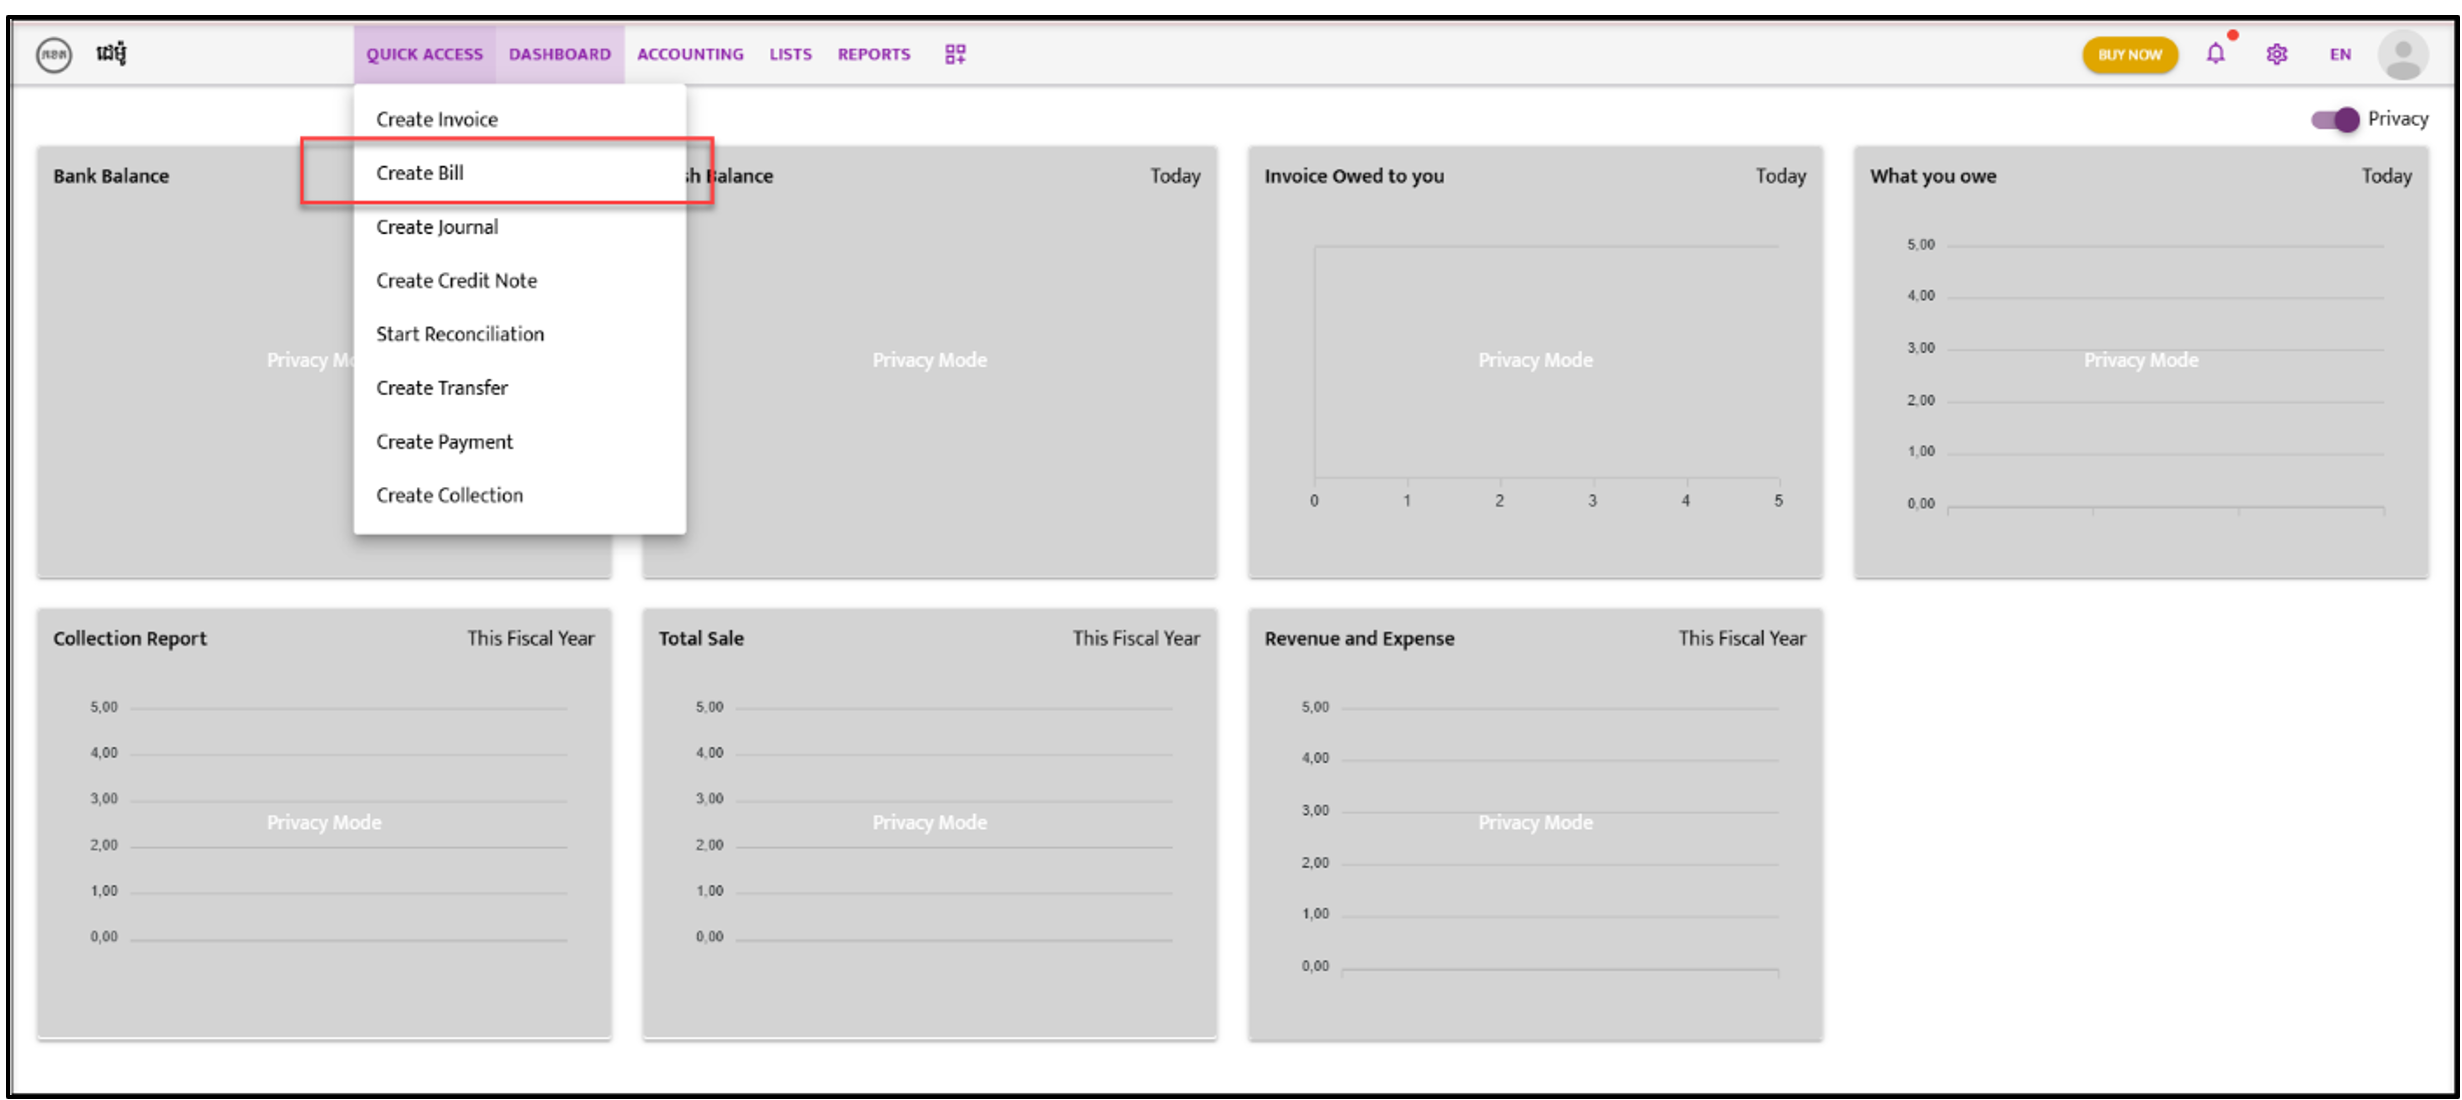 ដេម៉ូ
QUICK ACCESS DASHBOARD ACCOUNTING LISTS REPORTS
BUY NOW EN
Privacy
Create Invoice
Create Bill
Create Journal
Create Credit Note
Start Reconciliation
Create Transfer
Create Payment
Create Collection
Bank Balance
Privacy
Balance Today
Privacy Mode
Invoice Owed to you Today
Privacy Mode
0 1 2 3 4 5
What you owe Today
5,00
4,00
3,00
Privacy Mode
2,00
1,00
0,00
Collection Report This Fiscal Year
5,00
4,00
3,00
Privacy Mode
2,00
1,00
0,00
Total Sale This Fiscal Year
5,00
4,00
3,00
Privacy Mode
2,00
1,00
0,00
Revenue and Expense This Fiscal Year
5,00
4,00
3,00
Privacy Mode
2,00
1,00
0,00